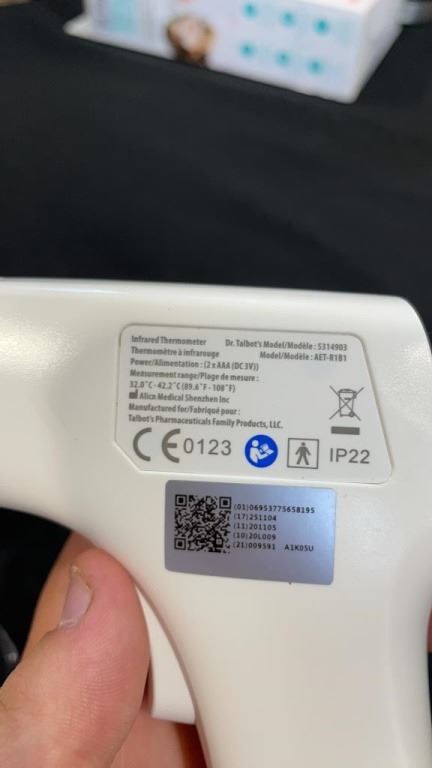 Infrared Thermometer Dr. Talbot's Model/Modèle : 5314903
Thermomètre à infrarouge Model/Modèle : AET-R1B1
Power/Alimentation : (2 x AAA (DC 3V))
Measurement range/Plage de mesure :
32.0°C - 42.2°C (89.6°F - 108°F)
Alicn Medical Shenzhen Inc
Manufactured for/Fabriqué pour :
Talbot's Pharmaceuticals Family Products, LLC.
CE 0123 IP22
(01)06953775658195
(17)251104
(11)201105
(10)20L009
(21)009591 A1K05U